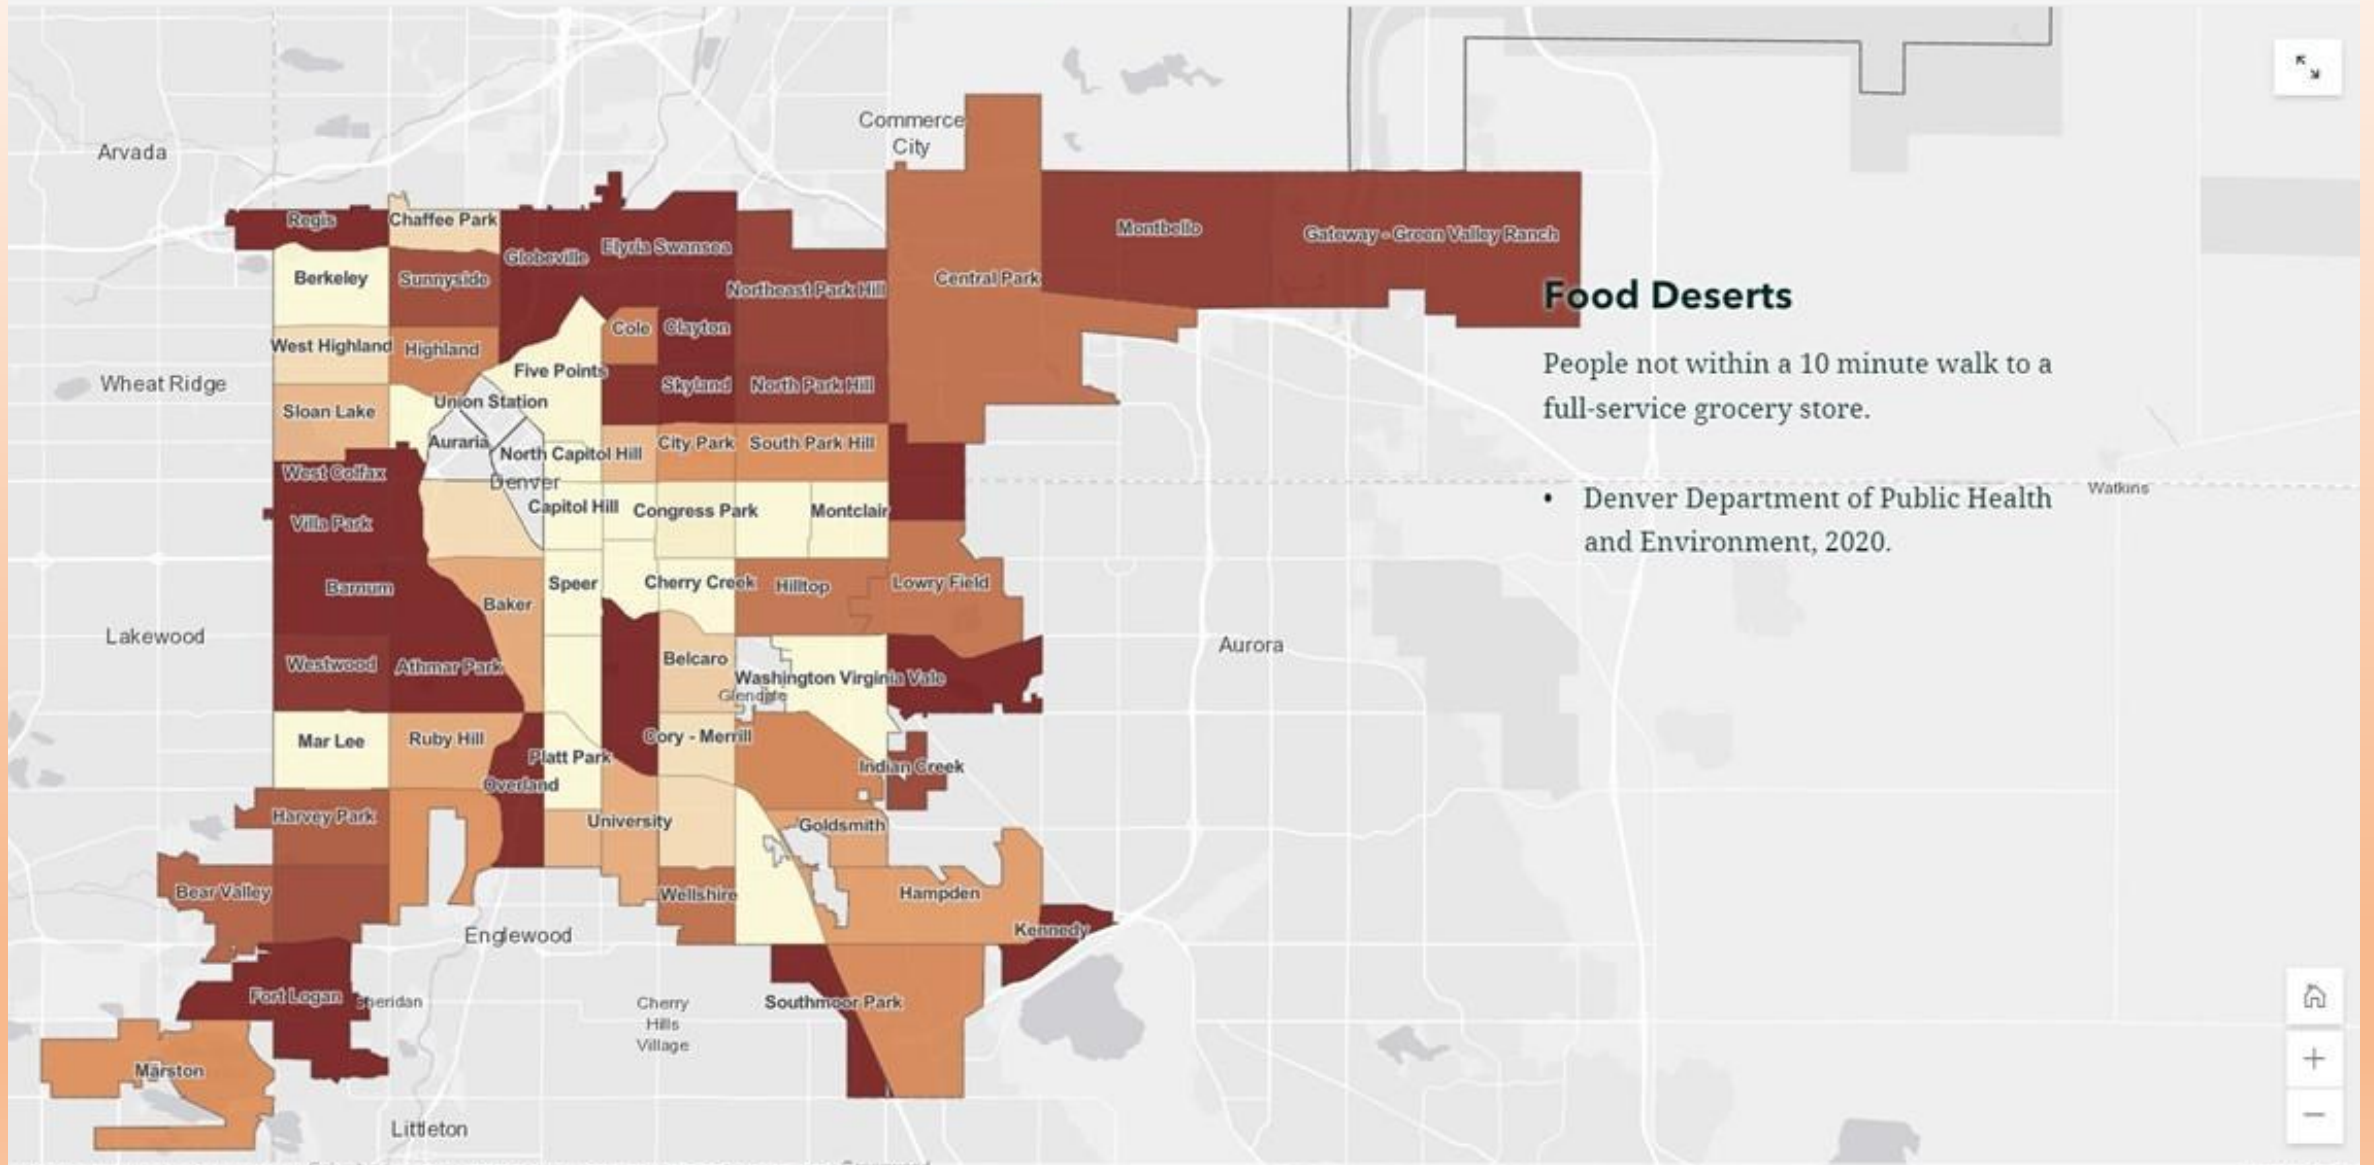 Commerce
City
Arvada
Regis
Chaffee Park
Globeville
Elyria Swansea
Montbello
Gateway - Green Valley Ranch
Berkeley
Sunnyside
Northeast Park Hill
Central Park
Food Deserts
West Highland
Highland
Cole
Clayton
People not within a 10 minute walk to a
full-service grocery store.
Wheat Ridge
Five Points
Skyland
North Park Hill
Sloan Lake
Union Station
Auraria
North Capitol Hill
City Park
South Park Hill
West Colfax
Denver
Watkins
Villa Park
Capitol Hill
Congress Park
Montclair
• Denver Department of Public Health
and Environment, 2020.
Barnum
Baker
Speer
Cherry Creek
Hilltop
Lowry Field
Lakewood
Westwood
Athmar Park
Belcaro
Washington Virginia Vale
Glendale
Aurora
Mar Lee
Ruby Hill
Platt Park
Cory - Merrill
Indian Creek
Overland
Harvey Park
University
Goldsmith
Bear Valley
Wellshire
Hampden
Englewood
Kennedy
Fort Logan
Sheridan
Cherry
Hills
Village
Southmoor Park
Marston
Littleton